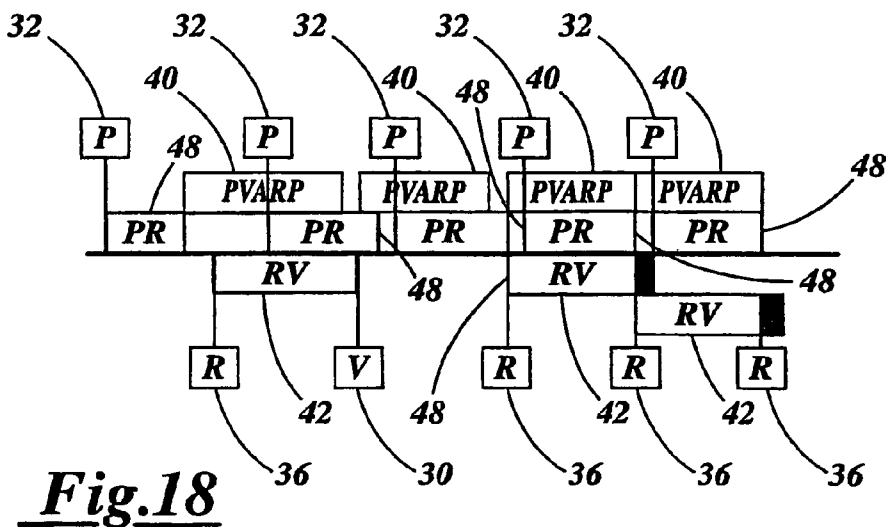 32 32 32 32 32
40 48 40 40 40
P P P P P
48 48
PVARP PVARP PVARP PVARP
48
PR PR PR PR PR
RV RV 48 48
RV
R V R R R
48
42 42 42
36 30 36 36 36
Fig.18